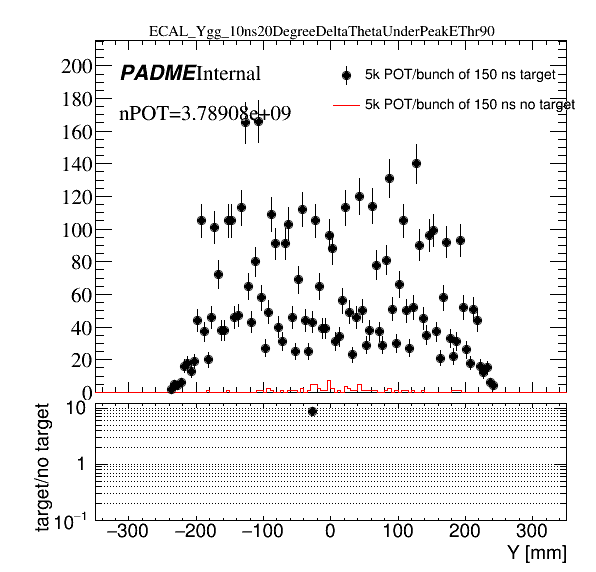 ECAL_Ygg_10ns20DegreeDeltaThetaUnderPeakEThr90
PADME Internal
nPOT=3.78908e+09
5k POT/bunch of 150 ns target
5k POT/bunch of 150 ns no target
200
180
160
140
120
100
80
60
40
20
0
target/no target
10
1
10−1
−300 −200 −100 0 100 200 300
Y [mm]